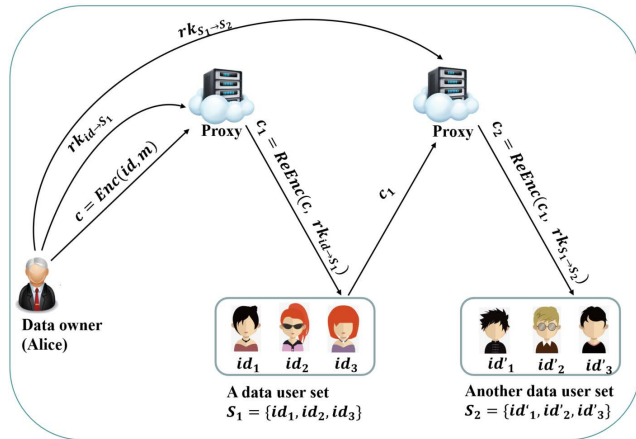 rk_{S_1→S_2}
rk_{id→S_1}
c = Enc(id, m)
Proxy
c_1 = ReEnc(c, rk_{id→S_1})
c_1
Proxy
c_2 = ReEnc(c_1, rk_{S_1→S_2})
Data owner
(Alice)
id_1 id_2 id_3
A data user set
S_1 = {id_1, id_2, id_3}
id'_1 id'_2 id'_3
Another data user set
S_2 = {id'_1, id'_2, id'_3}